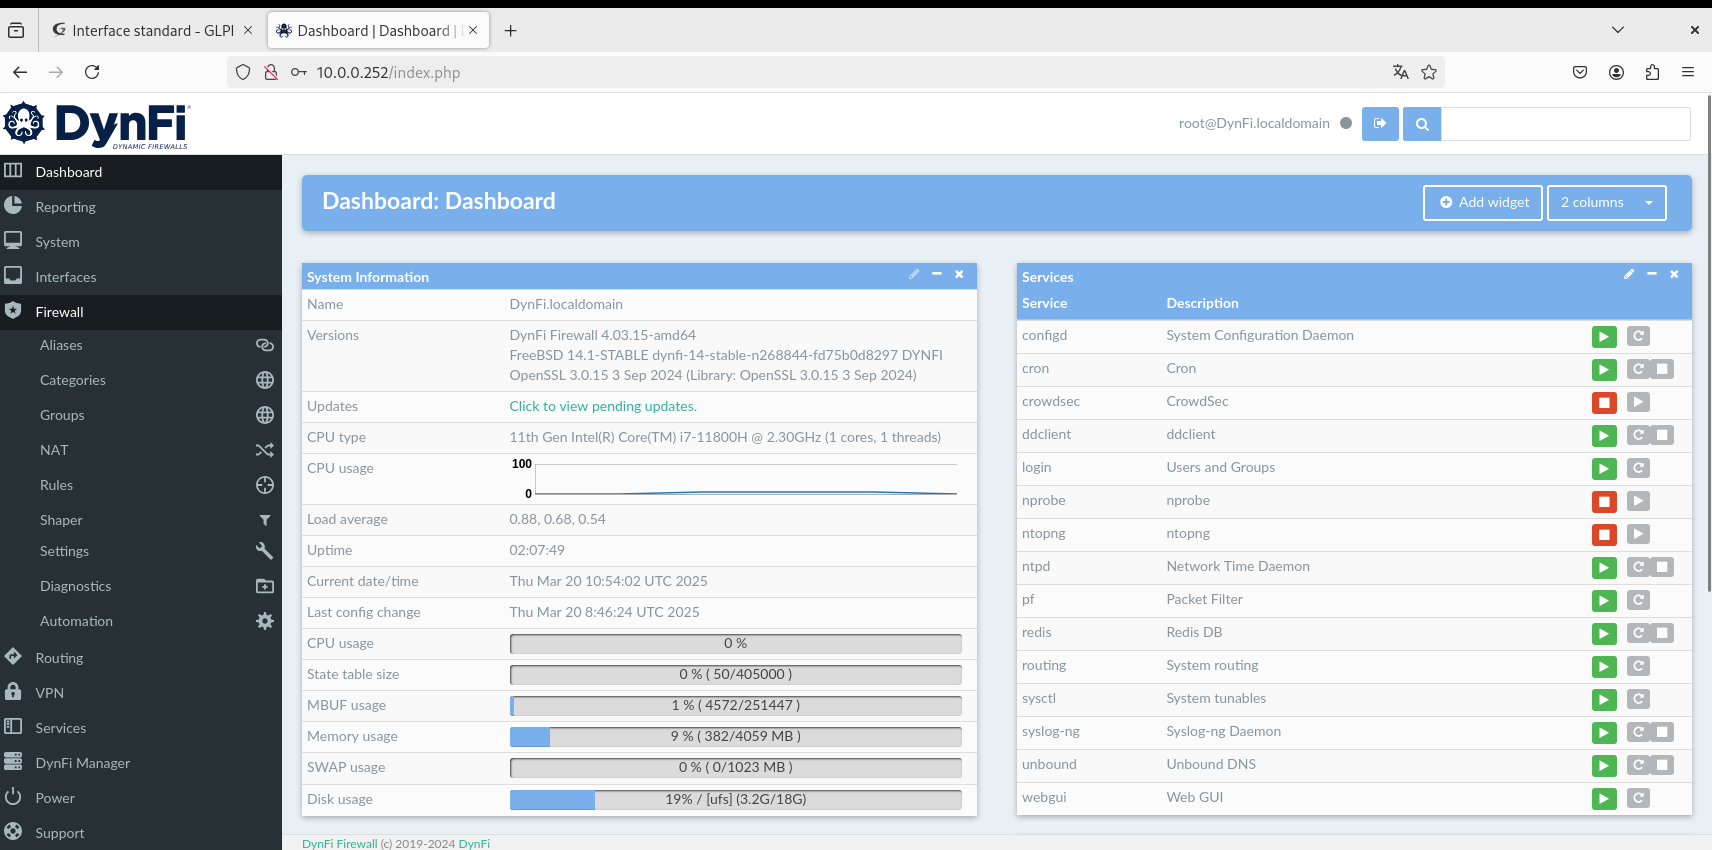 Interface standard - GLPI
Dashboard | Dashboard |
10.0.0.252/index.php
DynFi
DYNAMIC FIREWALLS
root@DynFi.localdomain
Dashboard
Reporting
System
Interfaces
Firewall
Aliases
Categories
Groups
NAT
Rules
Shaper
Settings
Diagnostics
Automation
Routing
VPN
Services
DynFi Manager
Power
Support
Dashboard: Dashboard
Add widget
2 columns
System Information
Name DynFi.localdomain
Versions DynFi Firewall 4.03.15-amd64
FreeBSD 14.1-STABLE dynfi-14-stable-n268844-fd75b0d8297 DYNFI
OpenSSL 3.0.15 3 Sep 2024 (Library: OpenSSL 3.0.15 3 Sep 2024)
Updates Click to view pending updates.
CPU type 11th Gen Intel(R) Core(TM) i7-11800H @ 2.30GHz (1 cores, 1 threads)
CPU usage 100
0
Load average 0.88, 0.68, 0.54
Uptime 02:07:49
Current date/time Thu Mar 20 10:54:02 UTC 2025
Last config change Thu Mar 20 8:46:24 UTC 2025
CPU usage 0 %
State table size 0 % ( 50/405000 )
MBUF usage 1 % ( 4572/251447 )
Memory usage 9 % ( 382/4059 MB )
SWAP usage 0 % ( 0/1023 MB )
Disk usage 19% / [ufs] (3.2G/18G)
Services
Service Description
configd System Configuration Daemon
cron Cron
crowdsec CrowdSec
ddclient ddclient
login Users and Groups
nprobe nprobe
ntopng ntopng
ntpd Network Time Daemon
pf Packet Filter
redis Redis DB
routing System routing
sysctl System tunables
syslog-ng Syslog-ng Daemon
unbound Unbound DNS
webgui Web GUI
DynFi Firewall (c) 2019-2024 DynFi